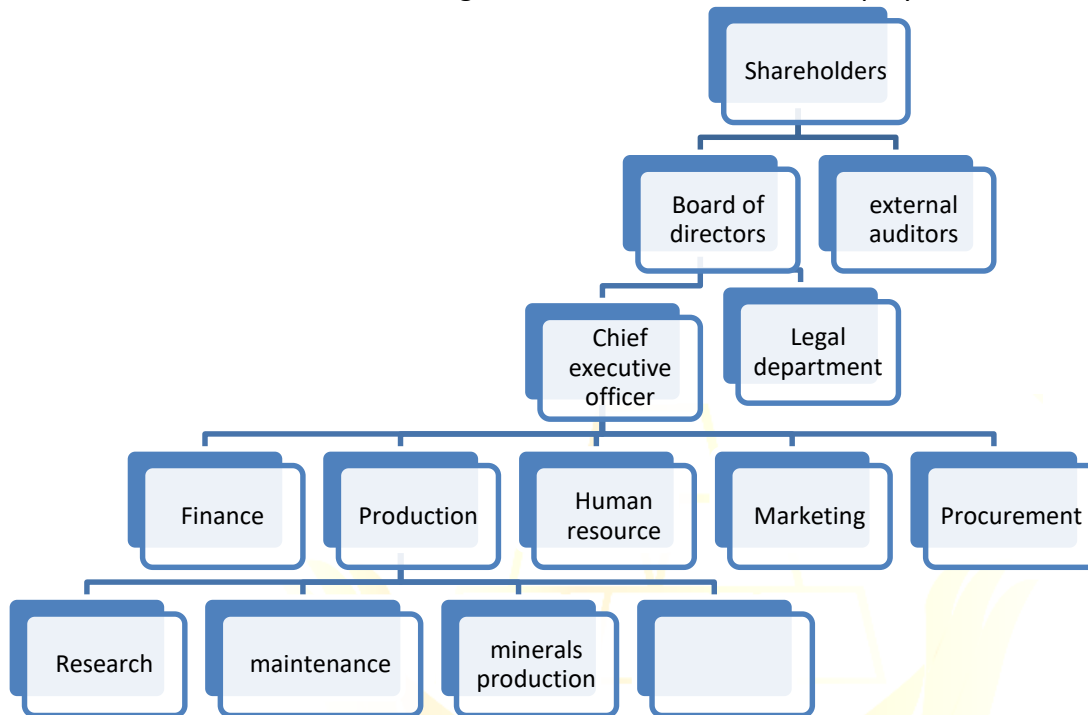 Shareholders
Board of
directors
external
auditors
Chief
executive
officer
Legal
department
Finance
Production
Human
resource
Marketing
Procurement
Research
maintenance
minerals
production